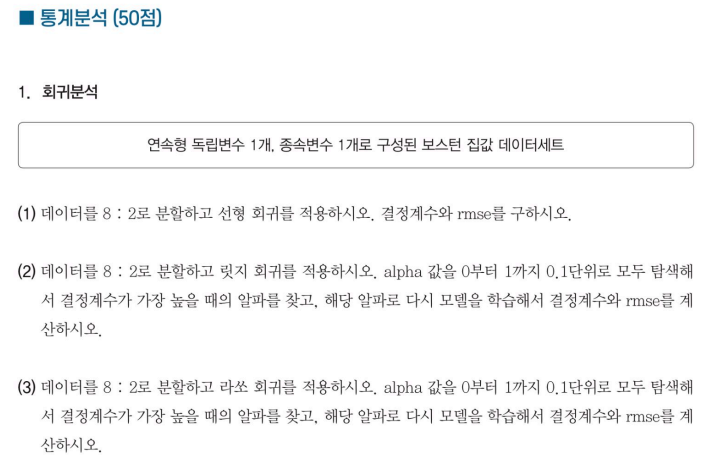 ■ 통계분석 (50점)
1. 회귀분석
연속형 독립변수 1개, 종속변수 1개로 구성된 보스턴 집값 데이터세트
(1) 데이터를 8 : 2로 분할하고 선형 회귀를 적용하시오. 결정계수와 rmse를 구하시오.
(2) 데이터를 8 : 2로 분할하고 릿지 회귀를 적용하시오. alpha 값을 0부터 1까지 0.1단위로 모두 탐색해
서 결정계수가 가장 높을 때의 알파를 찾고, 해당 알파로 다시 모델을 학습해서 결정계수와 rmse를 계
산하시오.
(3) 데이터를 8 : 2로 분할하고 라쏘 회귀를 적용하시오. alpha 값을 0부터 1까지 0.1단위로 모두 탐색해
서 결정계수가 가장 높을 때의 알파를 찾고, 해당 알파로 다시 모델을 학습해서 결정계수와 rmse를 계
산하시오.